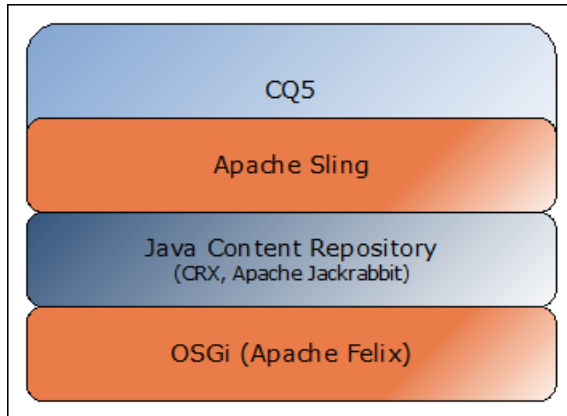 CQ5
Apache Sling
Java Content Repository
(CRX, Apache Jackrabbit)
OSGi (Apache Felix)